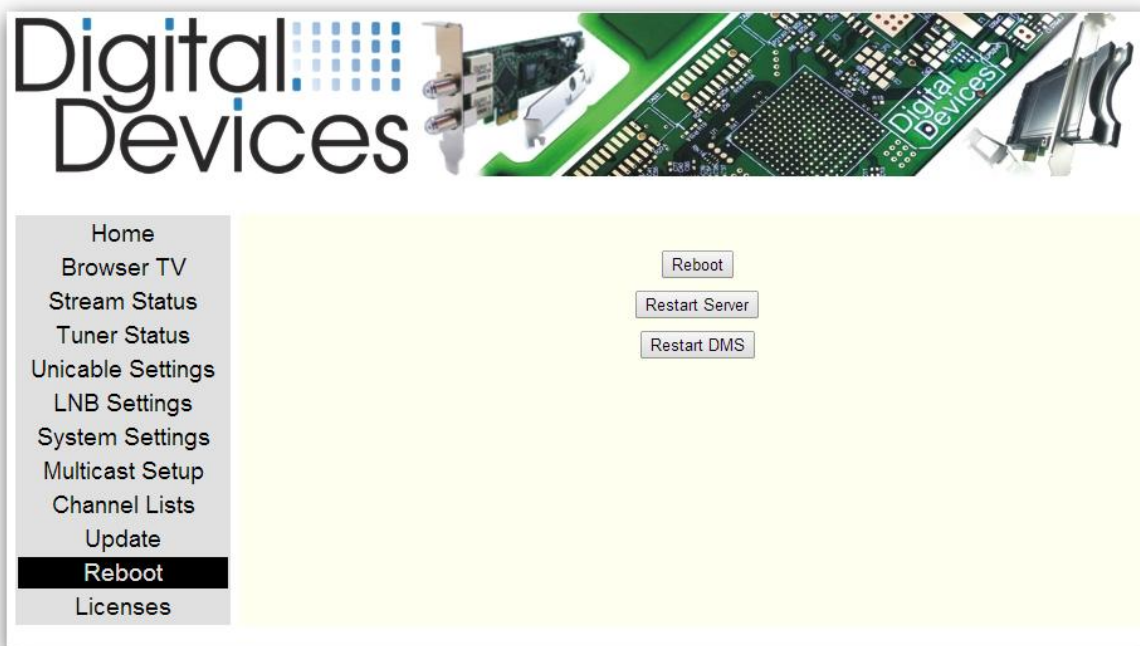 Digital
Devices
Digital
Devices
Home
Browser TV
Stream Status
Tuner Status
Unicable Settings
LNB Settings
System Settings
Multicast Setup
Channel Lists
Update
Reboot
Licenses
Reboot
Restart Server
Restart DMS